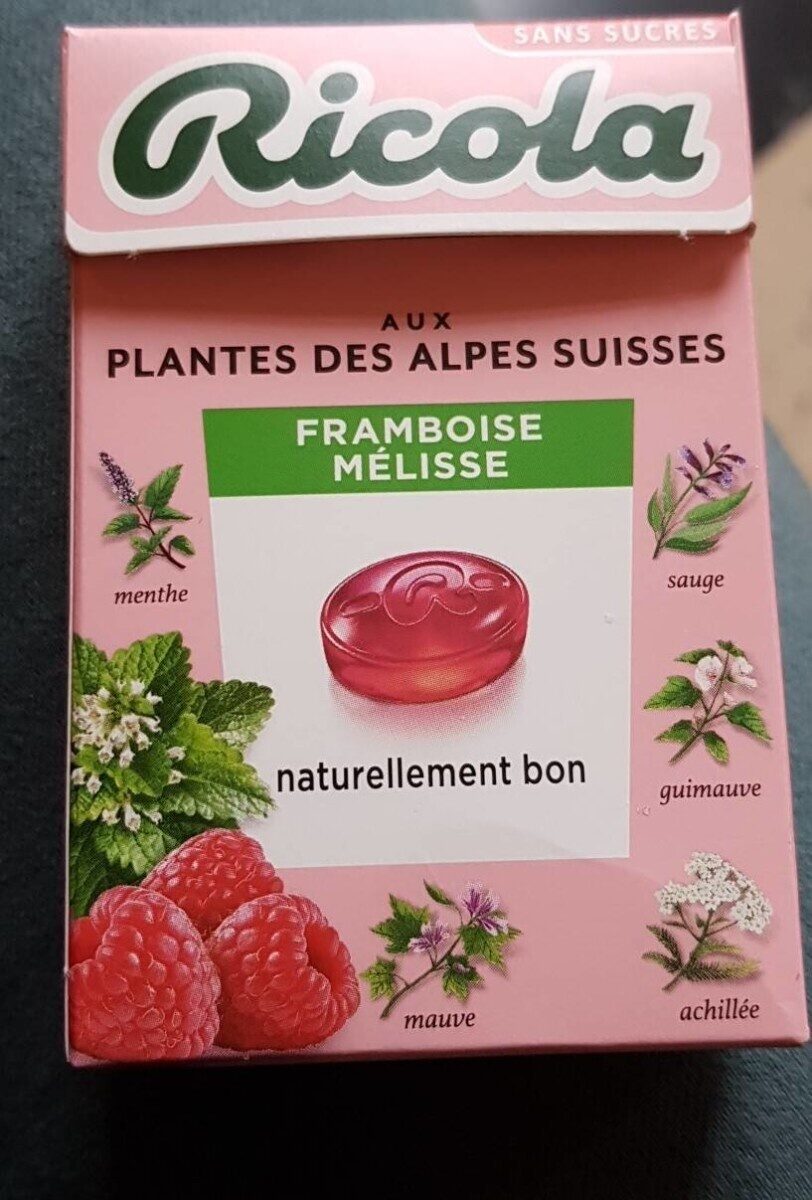 SANS SUCRES
Ricola
AUX
PLANTES DES ALPES SUISSES
FRAMBOISE
MÉLISSE
menthe
sauge
naturellement bon
guimauve
mauve
achillée